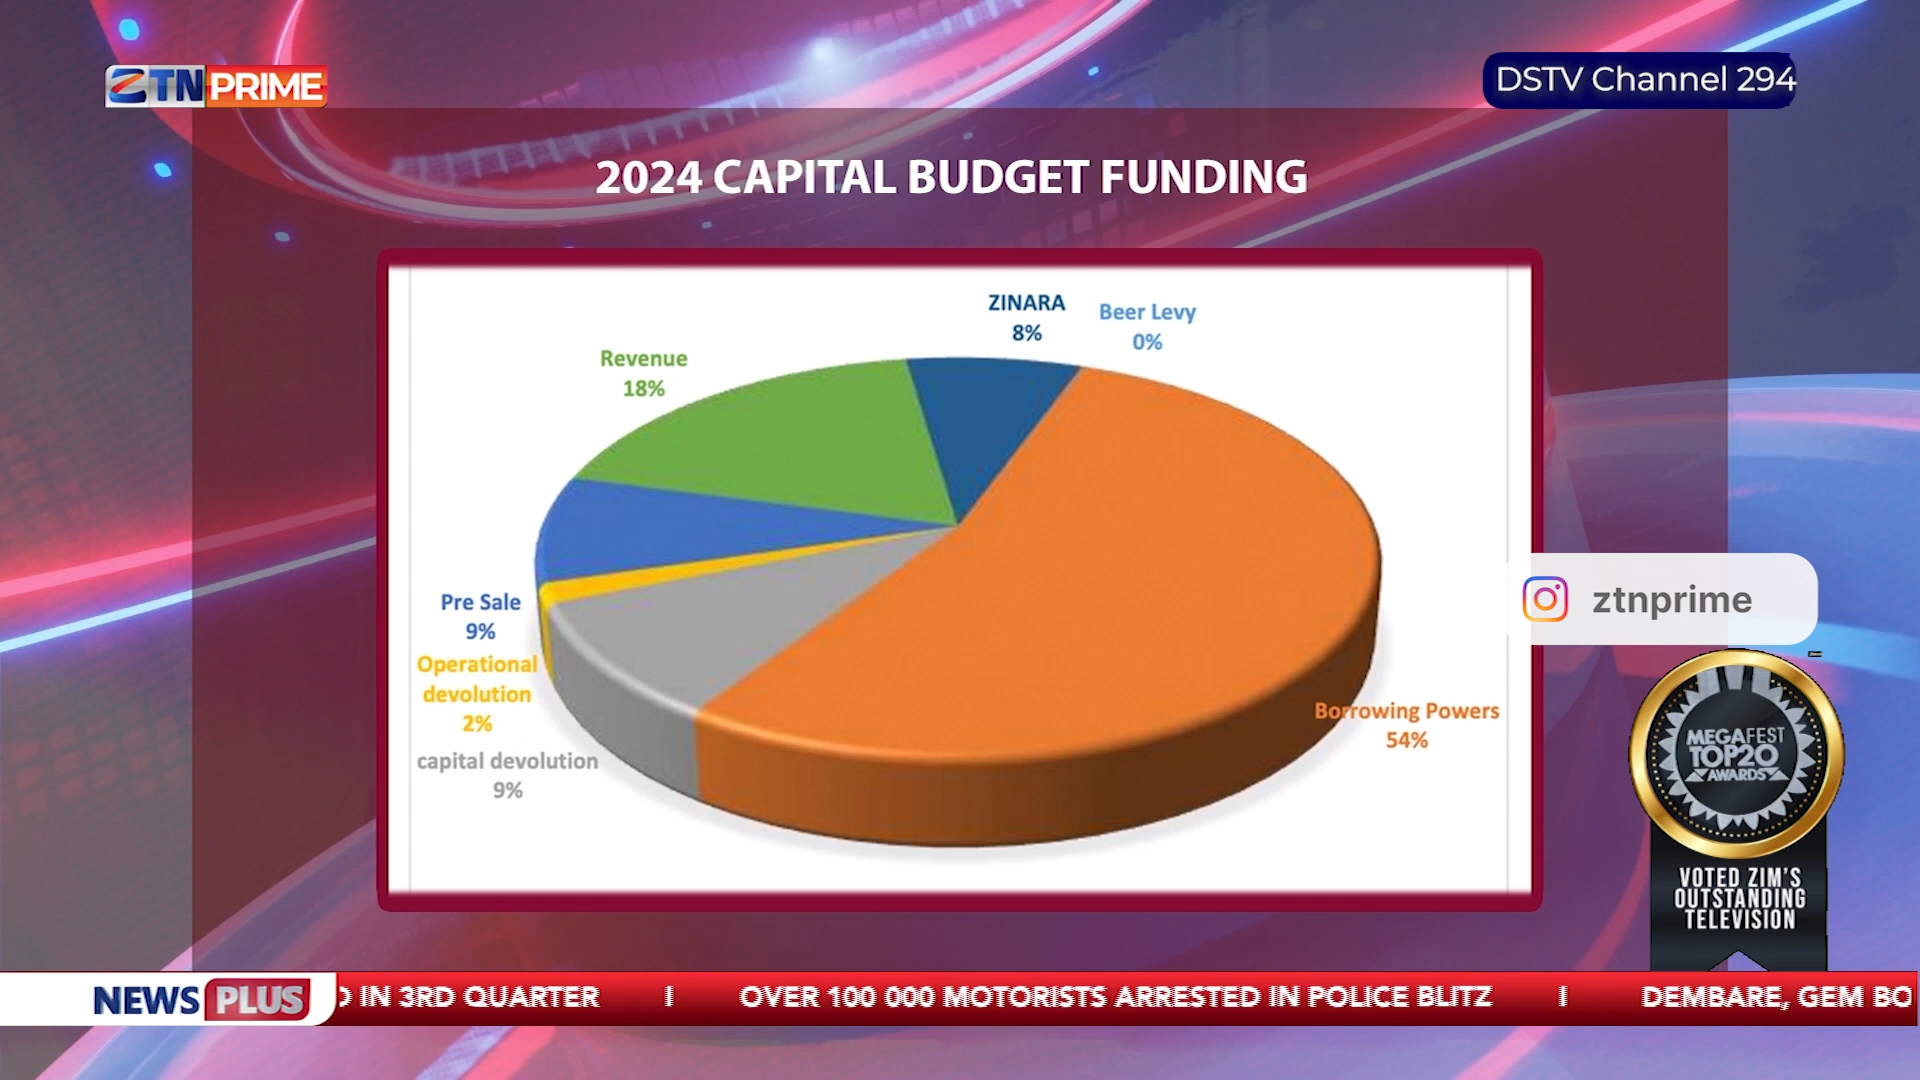 ZTN PRIME
DSTV Channel 294
2024 CAPITAL BUDGET FUNDING
ZINARA
8%
Beer Levy
0%
Revenue
18%
Pre Sale
9%
Operational
devolution
2%
capital devolution
9%
Borrowing Powers
54%
ztnprime
MEGAFEST
TOP20
AWARDS
VOTED ZIM'S
OUTSTANDING
TELEVISION
NEWS PLUS
IN 3RD QUARTER | OVER 100 000 MOTORISTS ARRESTED IN POLICE BLITZ | DEMBARE, GEM BO